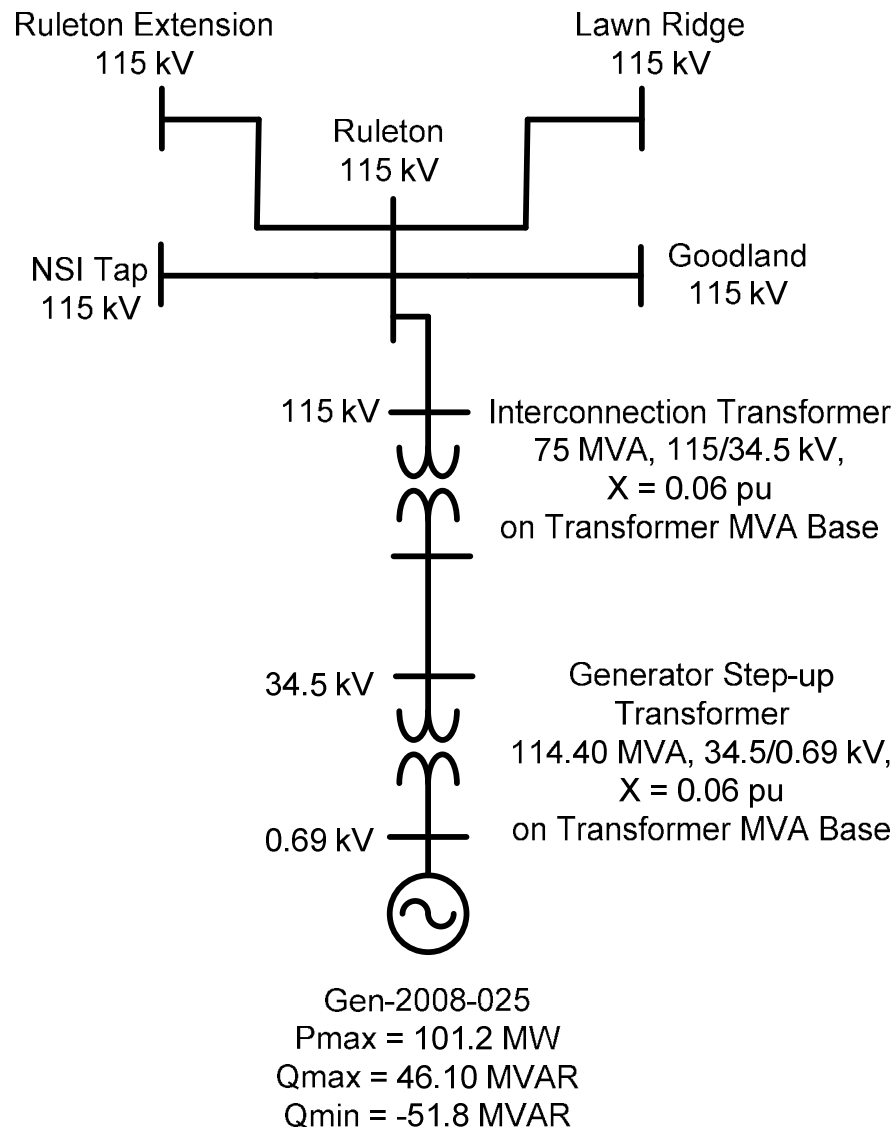 Ruleton Extension
115 kV
Lawn Ridge
115 kV
Ruleton
115 kV
NSI Tap
115 kV
Goodland
115 kV
115 kV
Interconnection Transformer
75 MVA, 115/34.5 kV,
X = 0.06 pu
on Transformer MVA Base
34.5 kV
Generator Step-up
Transformer
114.40 MVA, 34.5/0.69 kV,
X = 0.06 pu
on Transformer MVA Base
0.69 kV
Gen-2008-025
Pmax = 101.2 MW
Qmax = 46.10 MVAR
Qmin = -51.8 MVAR